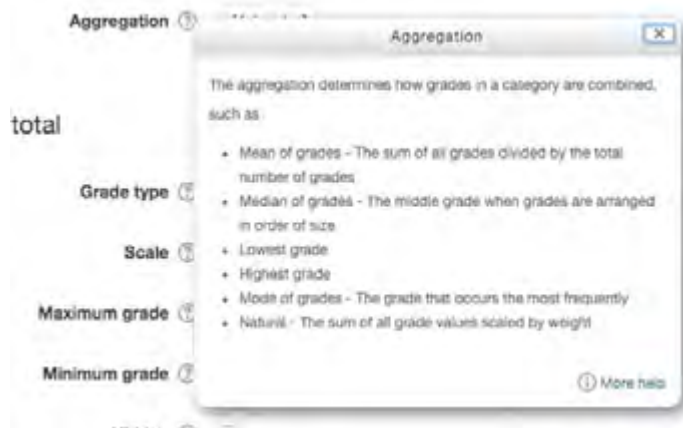 Aggregation
Aggregation
The aggregation determines how grades in a category are combined,
such as
total
• Mean of grades - The sum of all grades divided by the total
number of grades
Grade type
• Median of grades - The middle grade when grades are arranged
in order of size
Scale
• Lowest grade
• Highest grade
Maximum grade
• Mode of grades - The grade that occurs the most frequently
• Natural - The sum of all grade values scaled by weight
Minimum grade
More help